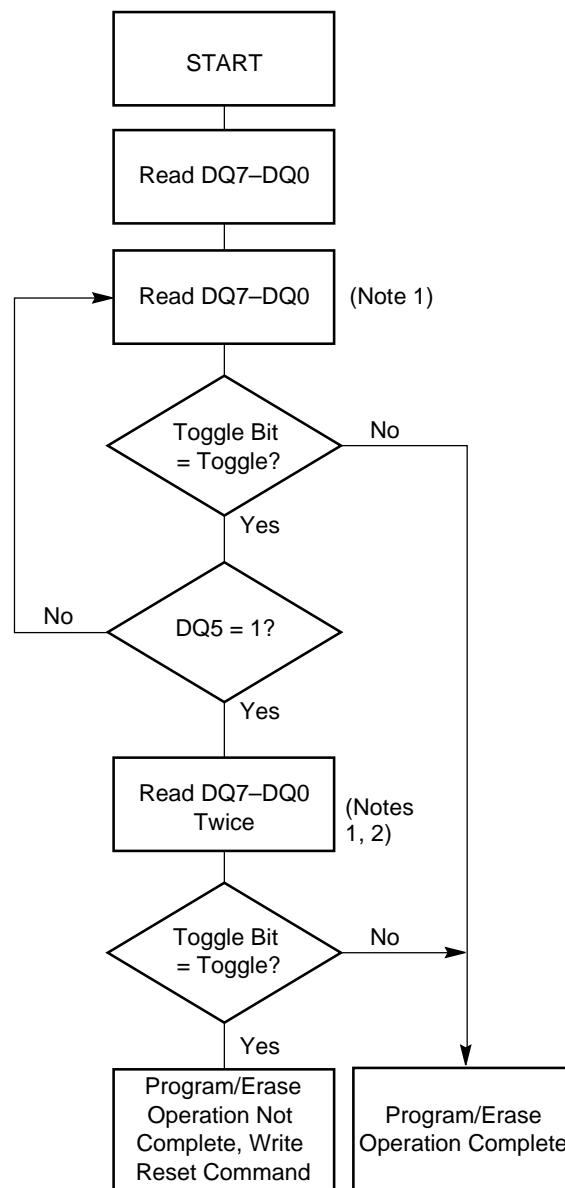 START
Read DQ7–DQ0
Read DQ7–DQ0
(Note 1)
Toggle Bit
= Toggle?
No
Yes
No
DQ5 = 1?
Yes
Read DQ7–DQ0
Twice
(Notes
1, 2)
Toggle Bit
= Toggle?
No
Yes
Program/Erase
Operation Not
Complete, Write
Reset Command
Program/Erase
Operation Complete